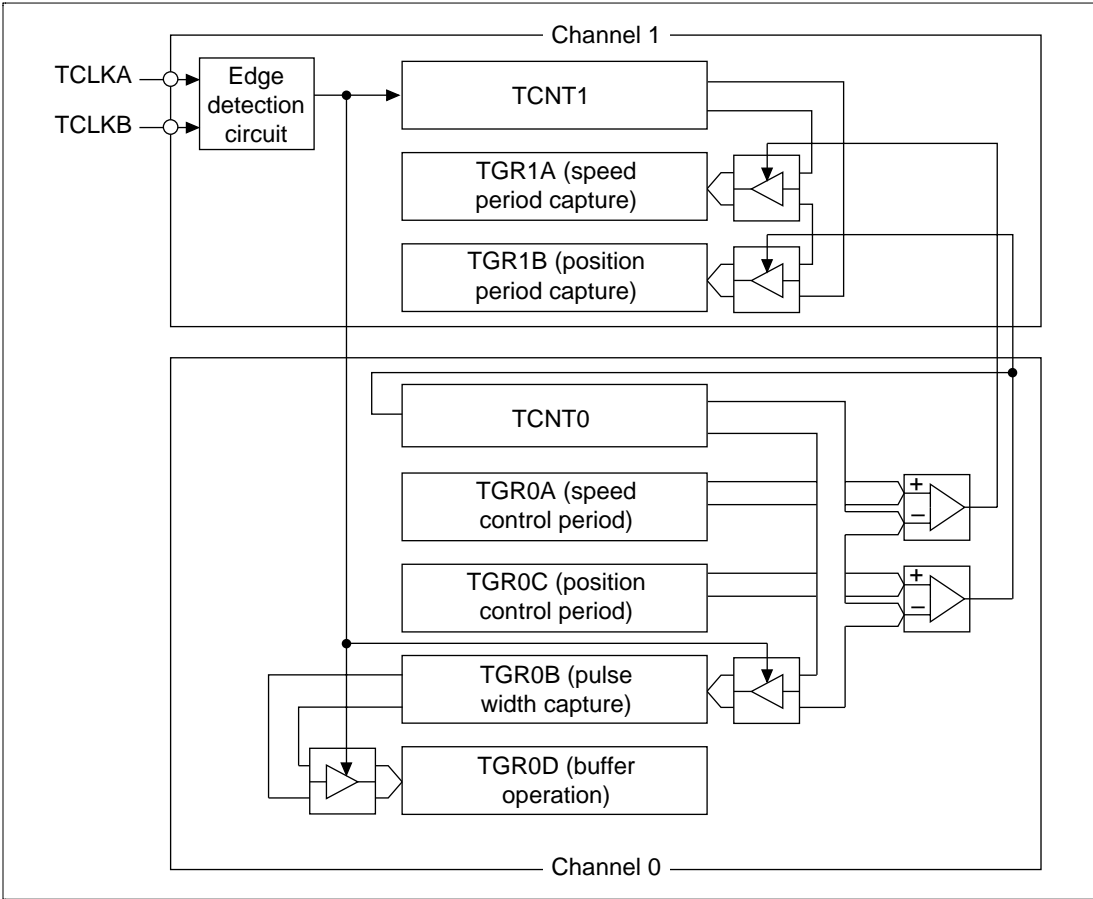 Channel 1
TCLKA
TCLKB
Edge
detection
circuit
TCNT1
TGR1A (speed
period capture)
TGR1B (position
period capture)
TCNT0
TGR0A (speed
control period)
+
−
TGR0C (position
control period)
+
−
TGR0B (pulse
width capture)
TGR0D (buffer
operation)
Channel 0